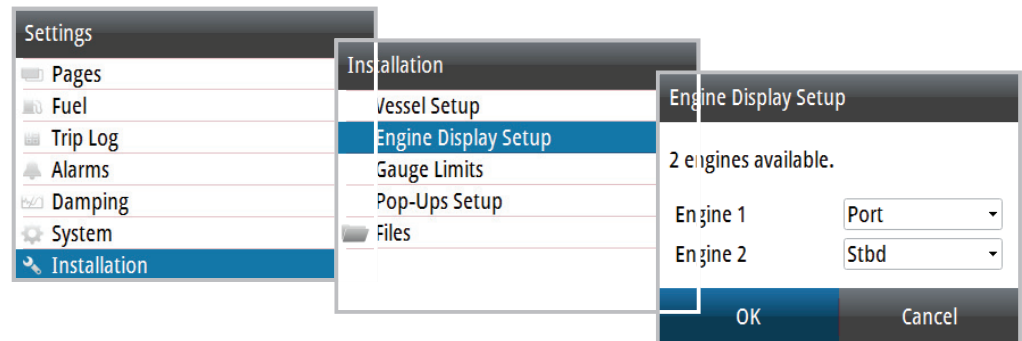 Settings
Pages
Fuel
Trip Log
Alarms
Damping
System
Installation
Installation
Vessel Setup
Engine Display Setup
Gauge Limits
Pop-Ups Setup
Files
Engine Display Setup
2 engines available.
Engine 1 Port
Engine 2 Stbd
OK Cancel